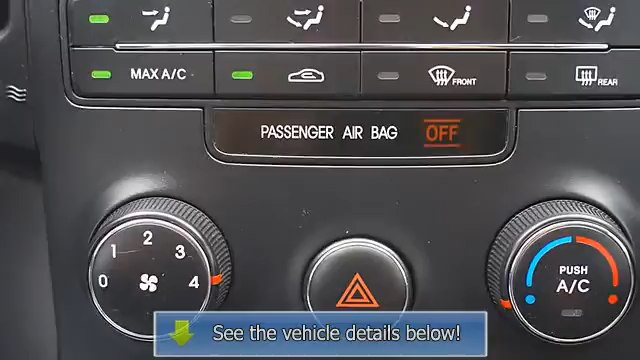 MAX A/C
FRONT
REAR
PASSENGER AIR BAG OFF
0 1 2 3 4
PUSH
A/C
See the vehicle details below!